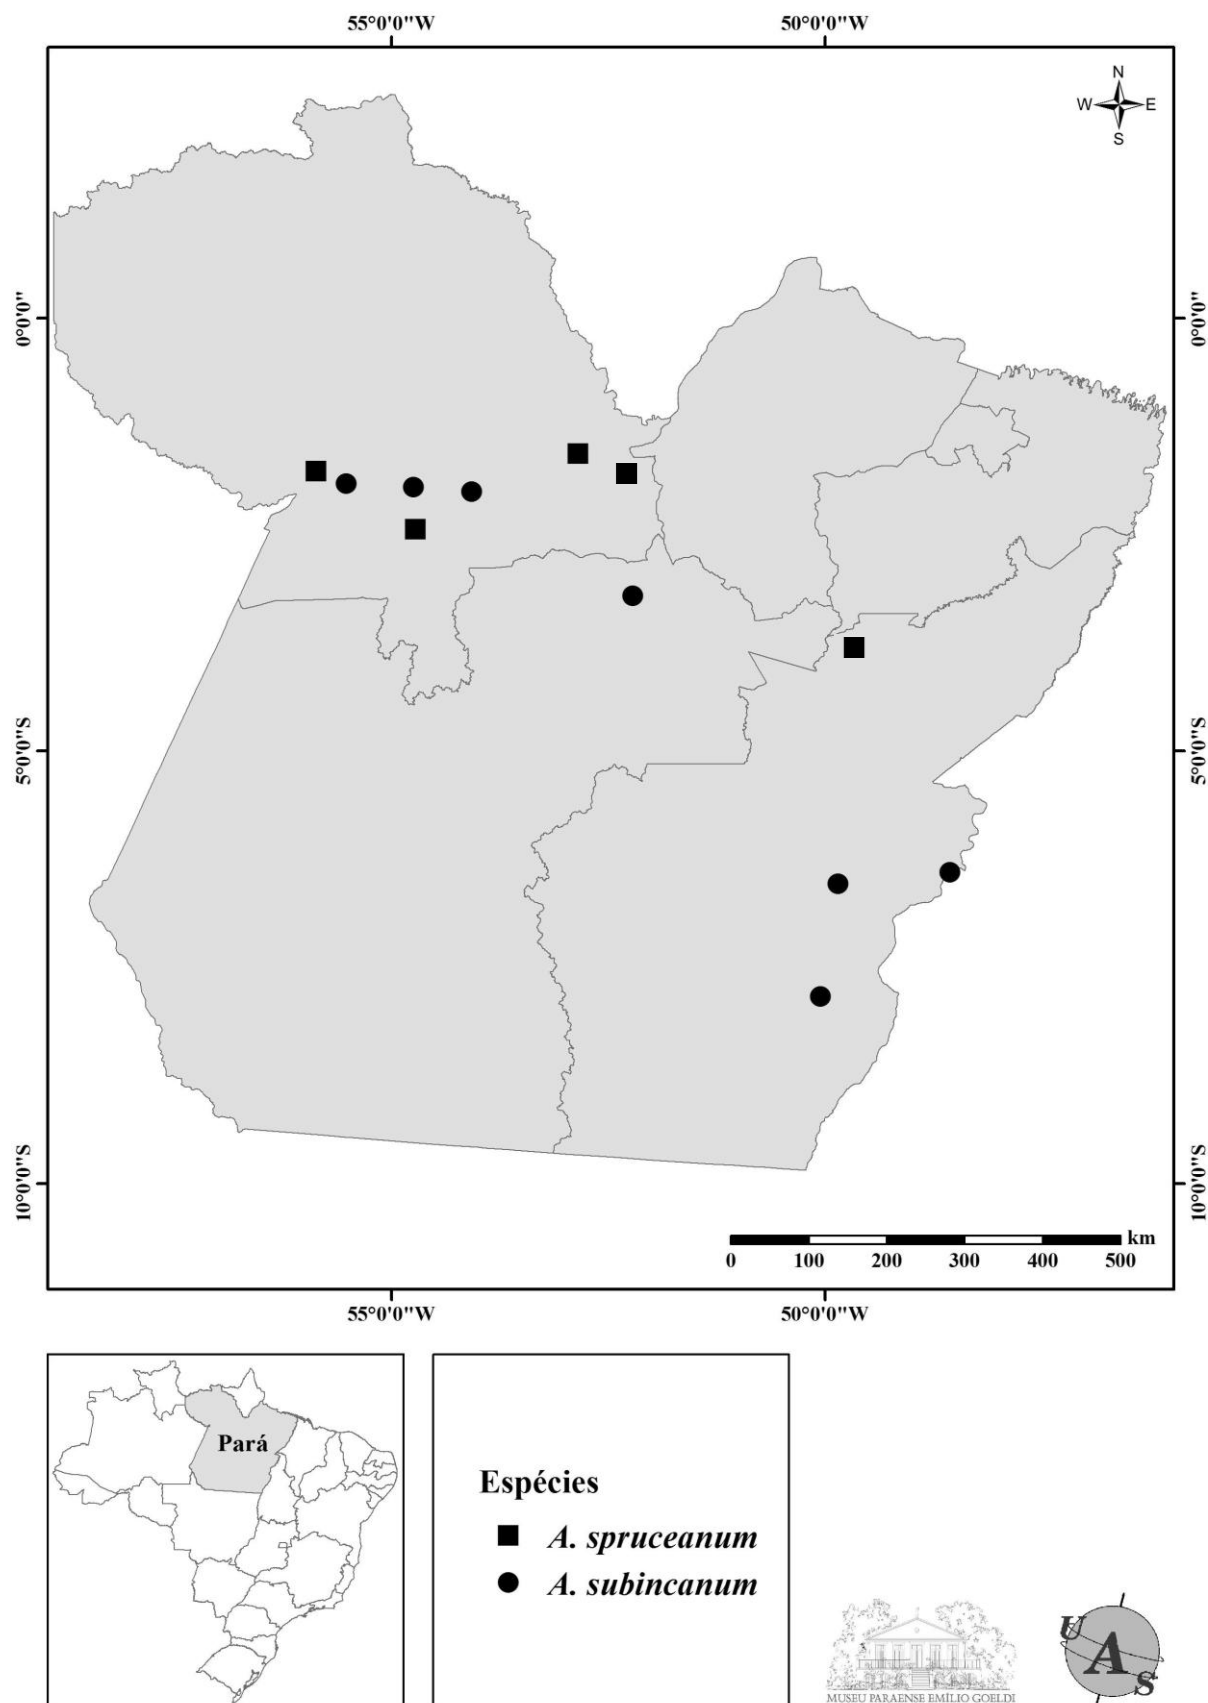 55°0'0"W 50°0'0"W
N
W E
S
0°0'0" 0°0'0"
5°0'0"S 5°0'0"S
10°0'0"S 10°0'0"S
km
0 100 200 300 400 500
55°0'0"W 50°0'0"W
Pará
Espécies
A. spruceanum
A. subincanum
U
A
S
MUSEU PARAENSE EMÍLIO GOELDI